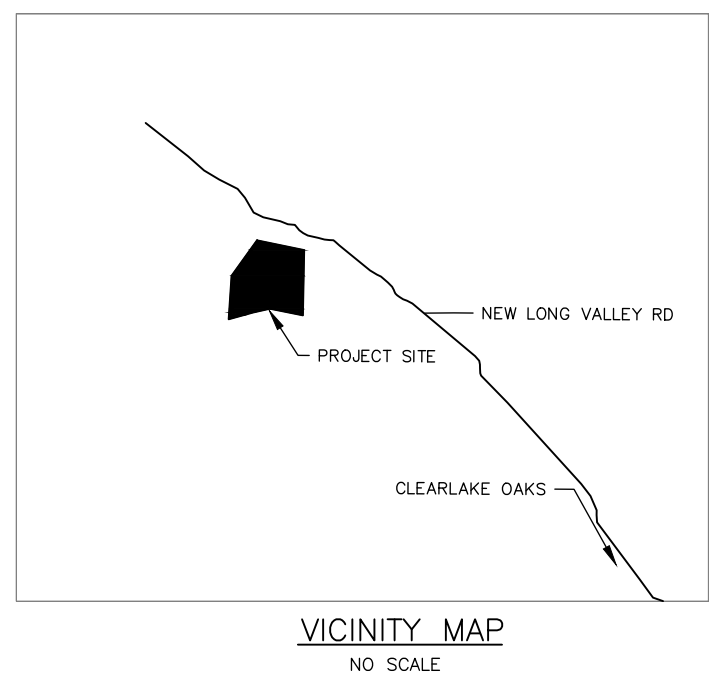 NEW LONG VALLEY RD
PROJECT SITE
CLEARLAKE OAKS
VICINITY MAP
NO SCALE